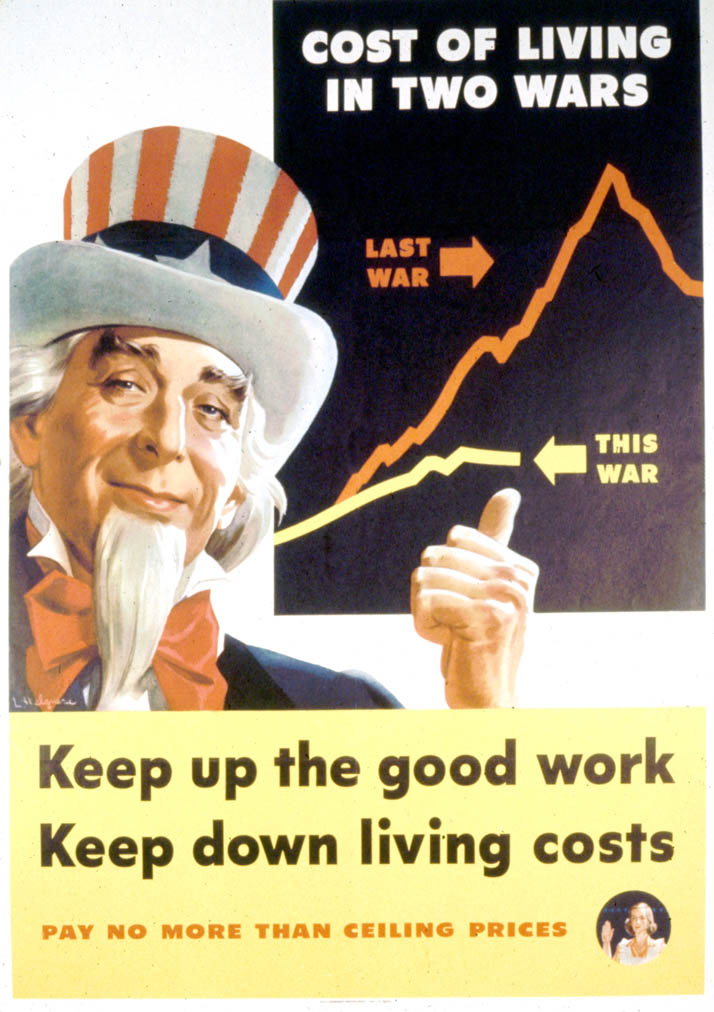 COST OF LIVING
IN TWO WARS
LAST
WAR
THIS
WAR
Keep up the good work
Keep down living costs
PAY NO MORE THAN CEILING PRICES